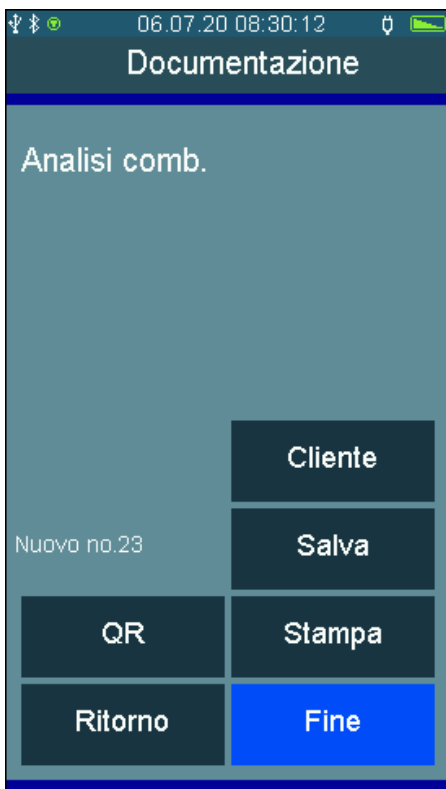 06.07.20 08:30:12
Documentazione
Analisi comb.
Cliente
Nuovo no.23
Salva
QR
Stampa
Ritorno
Fine